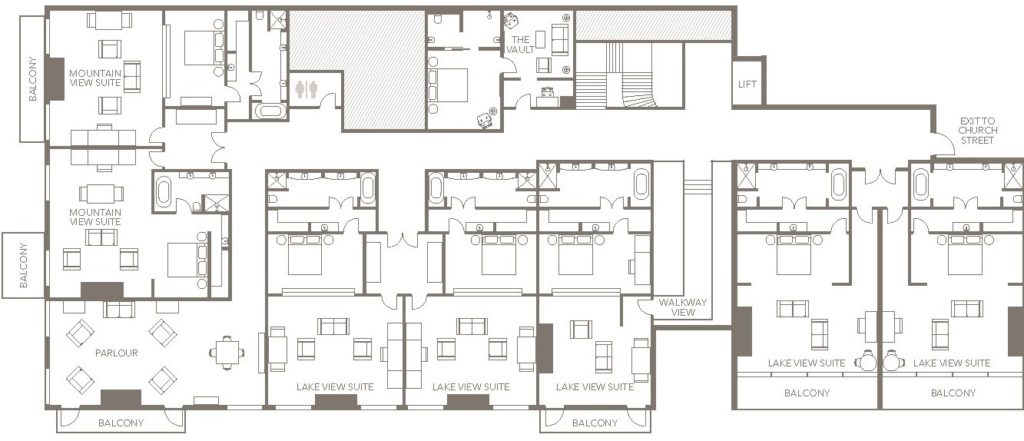 BALCONY
MOUNTAIN
VIEW SUITE
THE
VAULT
LIFT
EXIT TO
CHURCH
STREET
BALCONY
MOUNTAIN
VIEW SUITE
WALKWAY
VIEW
PARLOUR
LAKE VIEW SUITE
LAKE VIEW SUITE
LAKE VIEW SUITE
LAKE VIEW SUITE
LAKE VIEW SUITE
BALCONY
BALCONY
BALCONY
BALCONY